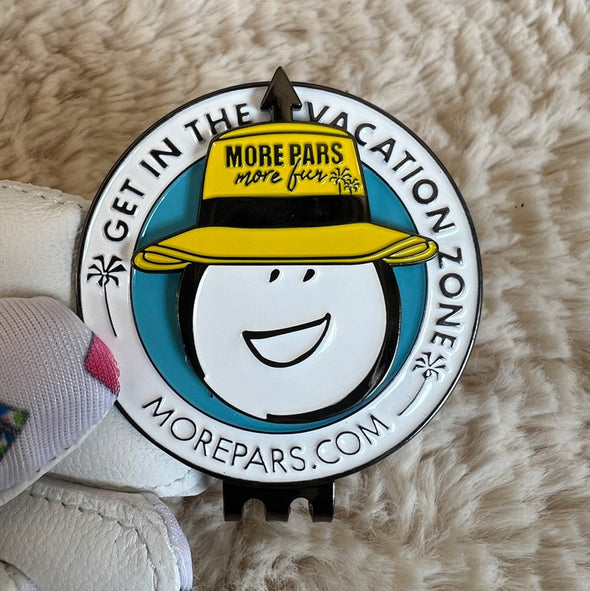 GET IN THE VACATION ZONE
MORE PARS
more fun
MOREPARS.COM